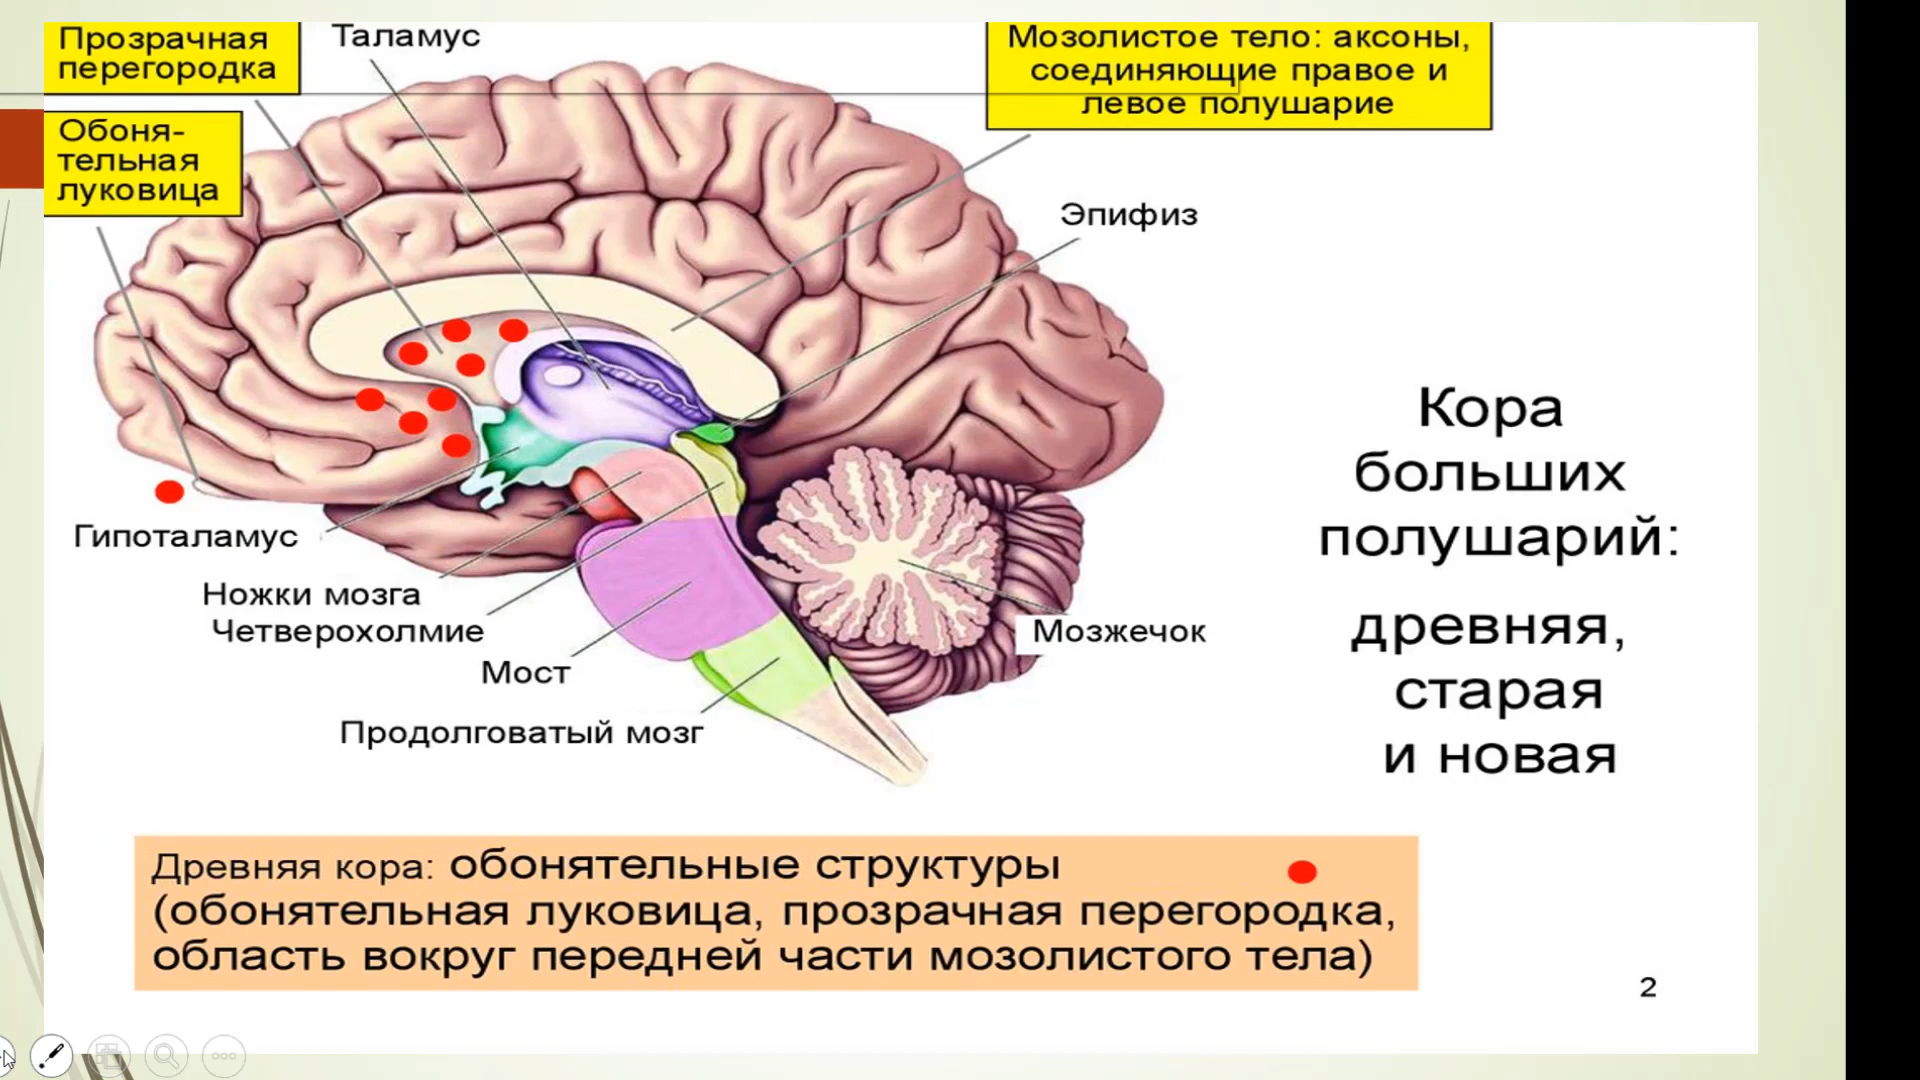 Прозрачная
перегородка
Таламус
Мозолистое тело: аксоны,
соединяющие правое и
левое полушарие
Обоня-
тельная
луковица
Эпифиз
Гипоталамус
Ножки мозга
Четверохолмие
Мост
Продолговатый мозг
Мозжечок
Кора
больших
полушарий:
древняя,
старая
и новая
Древняя кора: обонятельные структуры
(обонятельная луковица, прозрачная перегородка,
область вокруг передней части мозолистого тела)
2